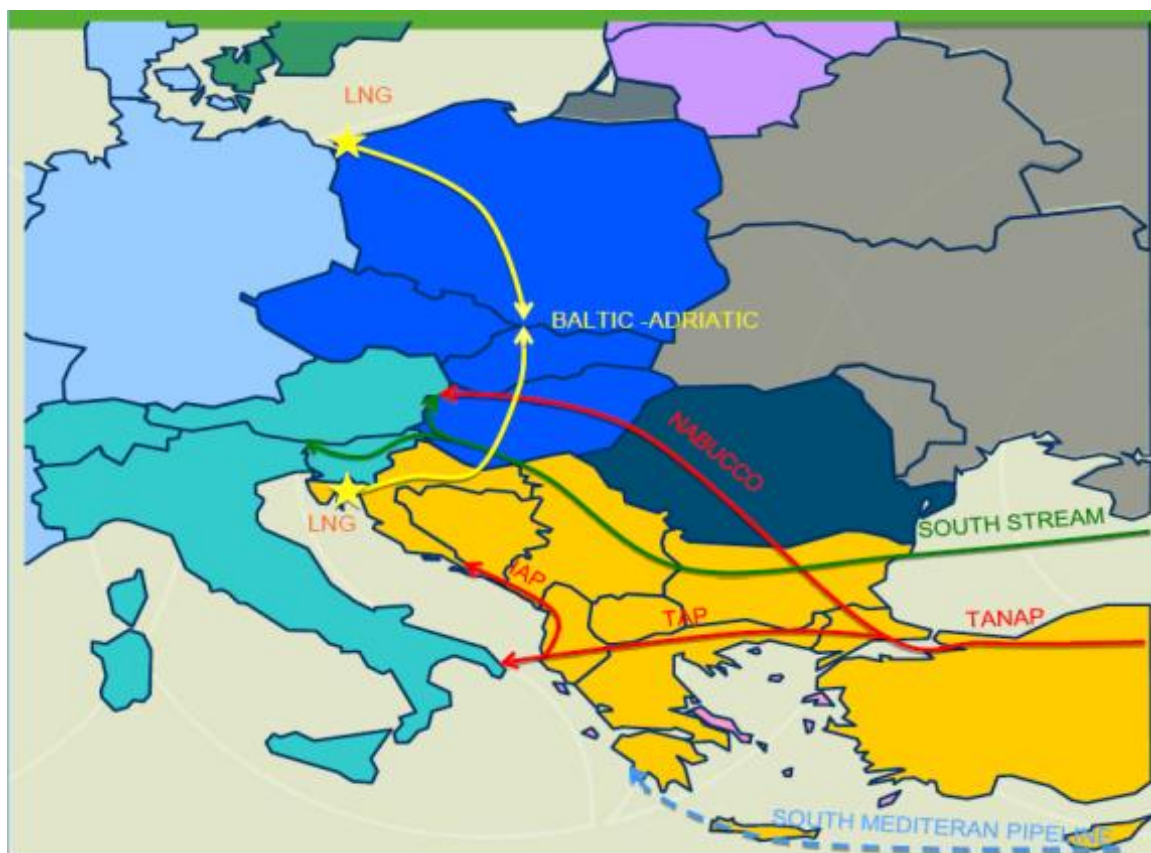 LNG
BALTIC -ADRIATIC
NABUCCO
LNG
SOUTH STREAM
IAP
TAP
TANAP
SOUTH MEDITERAN PIPELINE